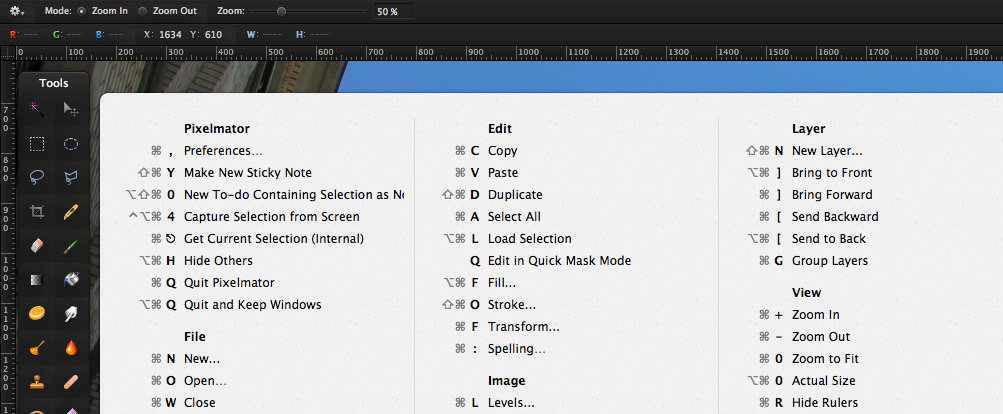 Mode: Zoom In Zoom Out Zoom: 50 %
R: --- G: --- B: --- X: 1634 Y: 610 W: ---- H: ----
0 100 200 300 400 500 600 700 800 900 1000 1100 1200 1300 1400 1500 1600 1700 1800 1900
Tools
700
800
900
1000
1100
1200
Pixelmator
⌘ , Preferences...
⇧⌘ Y Make New Sticky Note
⌥⇧⌘ 0 New To-do Containing Selection as No
^⌥⌘ 4 Capture Selection from Screen
⌘ ⎋ Get Current Selection (Internal)
⌥⌘ H Hide Others
⌘ Q Quit Pixelmator
⌥⌘ Q Quit and Keep Windows
File
⌘ N New...
⌘ O Open...
⌘ W Close
Edit
⌘ C Copy
⌘ V Paste
⇧⌘ D Duplicate
⌘ A Select All
⌥⌘ L Load Selection
Q Edit in Quick Mask Mode
⌥⌘ F Fill...
⇧⌘ O Stroke...
⌘ F Transform...
⌘ : Spelling...
Image
⌘ L Levels...
Layer
⇧⌘ N New Layer...
⌥⌘ ] Bring to Front
⌘ ] Bring Forward
⌘ [ Send Backward
⌥⌘ [ Send to Back
⌘ G Group Layers
View
⌘ + Zoom In
⌘ - Zoom Out
⌘ 0 Zoom to Fit
⌥⌘ 0 Actual Size
⌘ R Hide Rulers